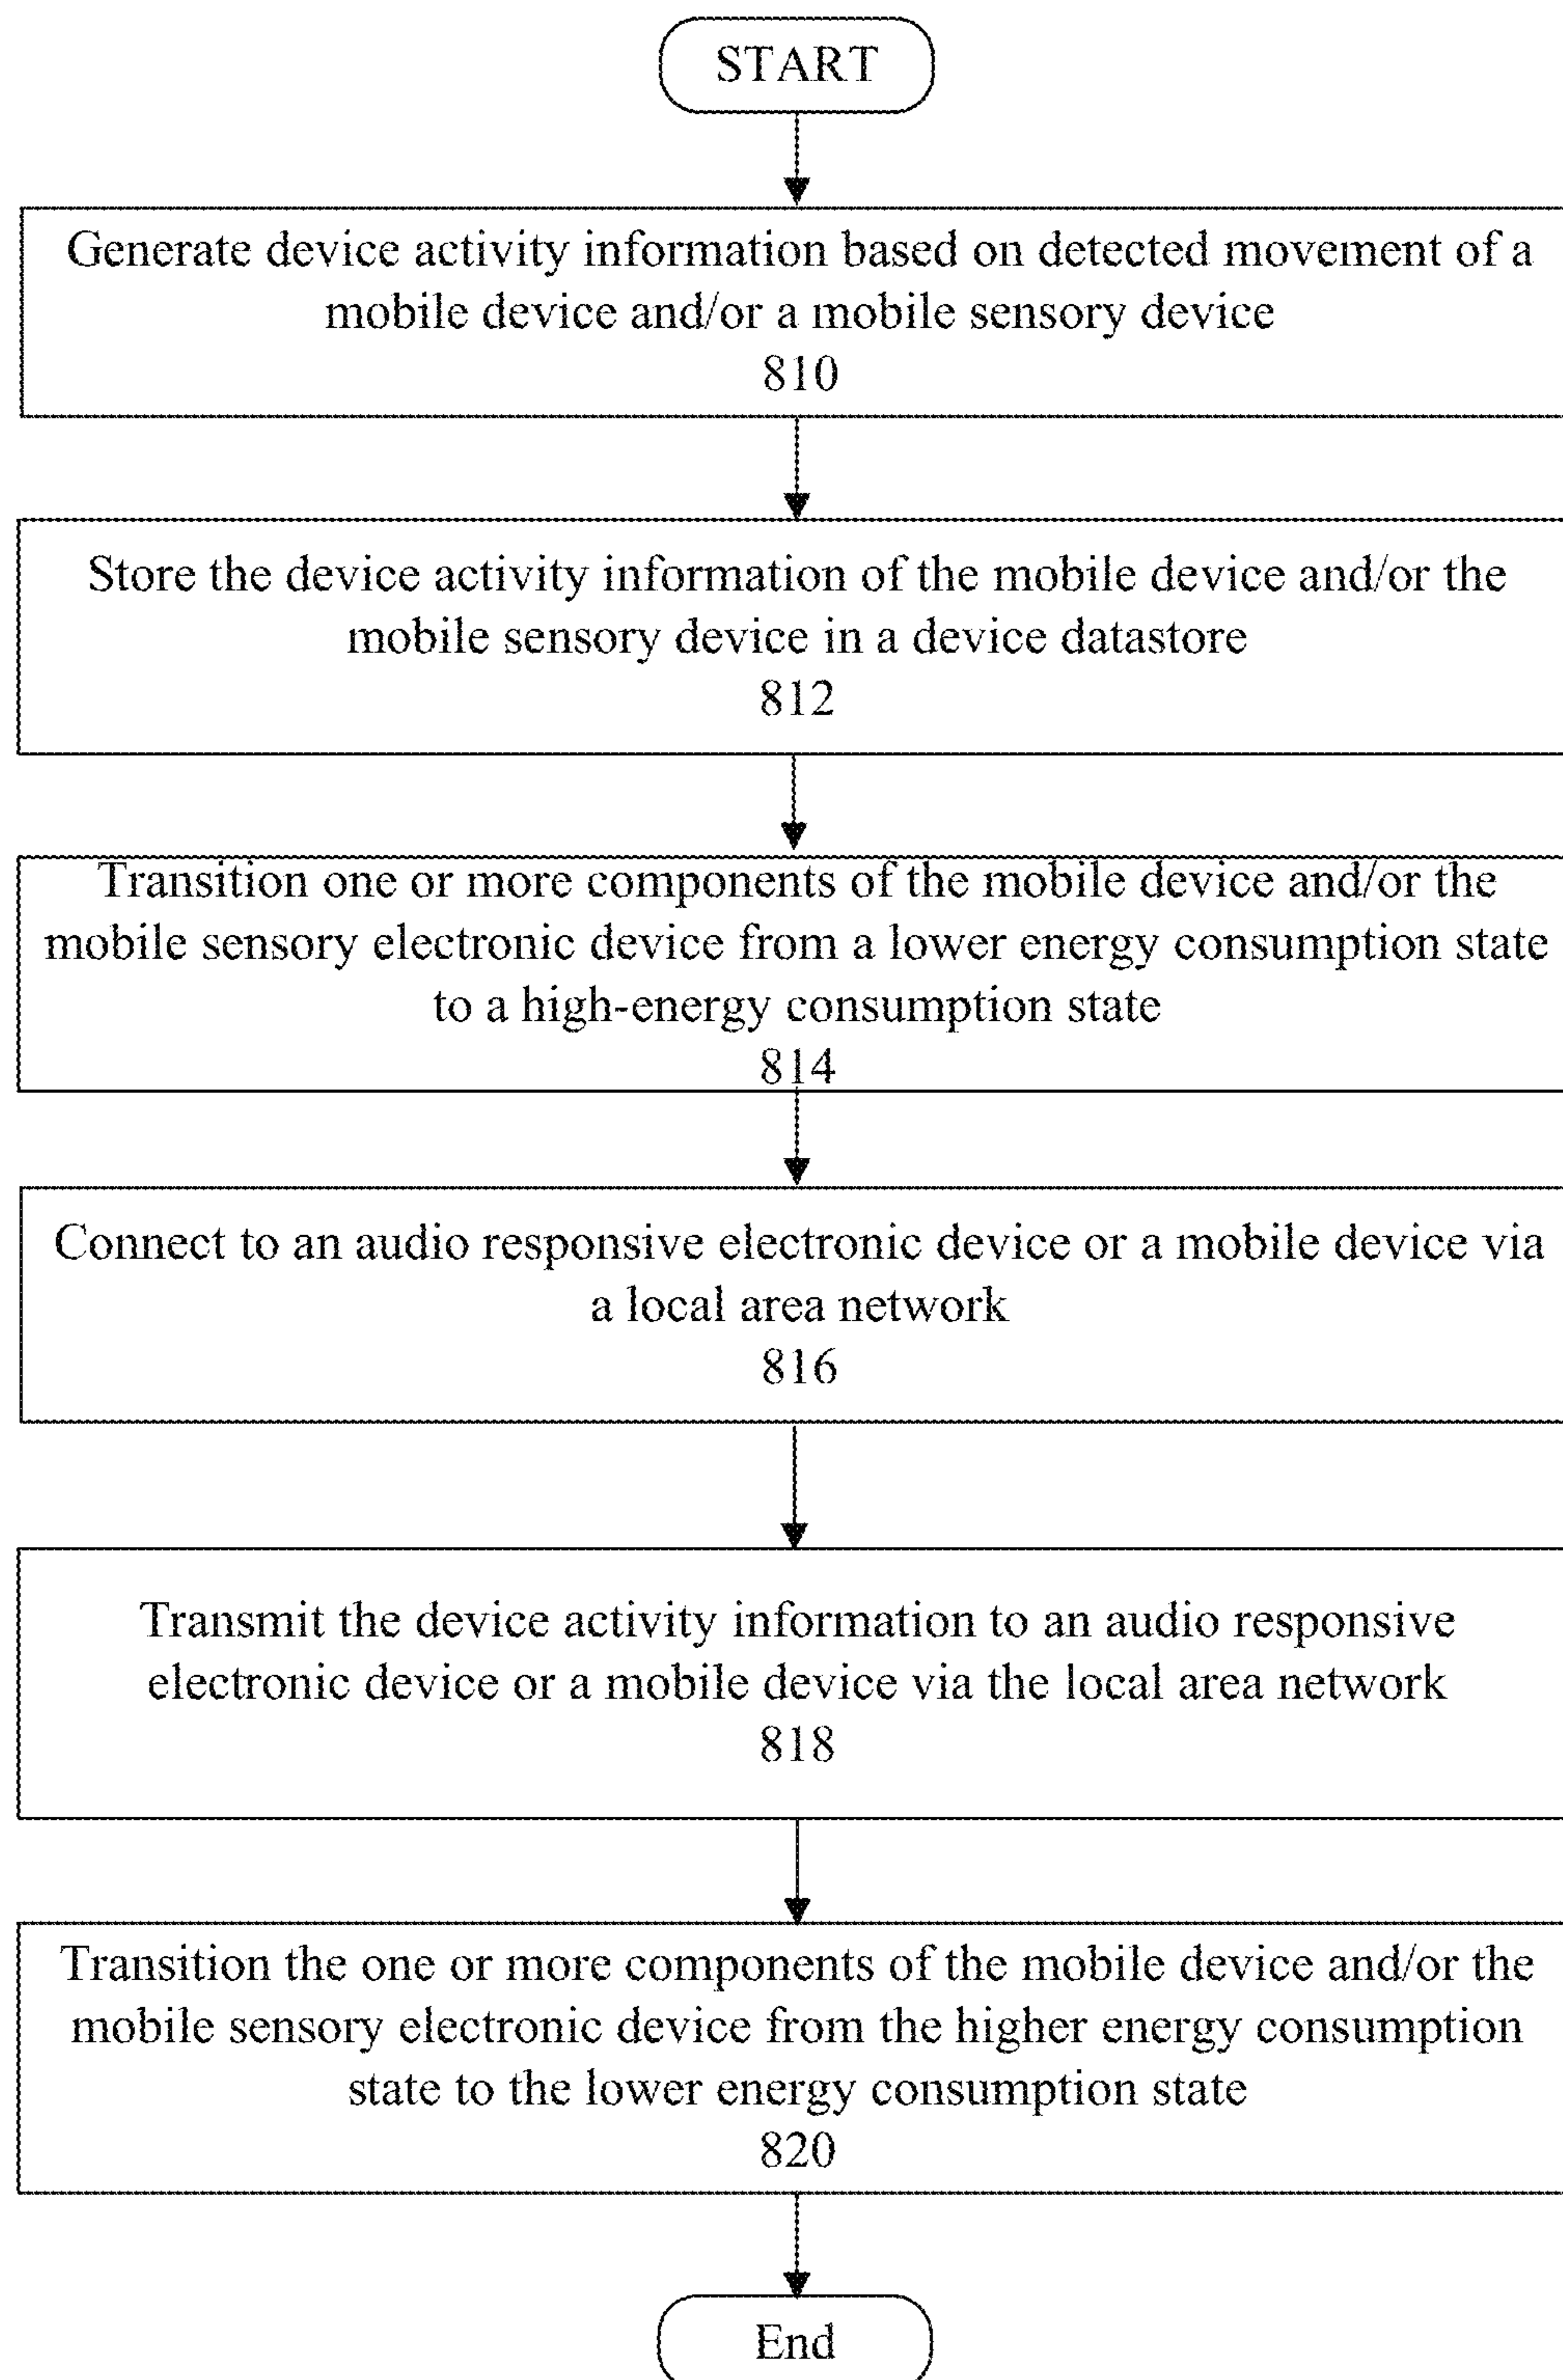 START
Generate device activity information based on detected movement of a
mobile device and/or a mobile sensory device
810
Store the device activity information of the mobile device and/or the
mobile sensory device in a device datastore
812
Transition one or more components of the mobile device and/or the
mobile sensory electronic device from a lower energy consumption state
to a high-energy consumption state
814
Connect to an audio responsive electronic device or a mobile device via
a local area network
816
Transmit the device activity information to an audio responsive
electronic device or a mobile device via the local area network
818
Transition the one or more components of the mobile device and/or the
mobile sensory electronic device from the higher energy consumption
state to the lower energy consumption state
820
End